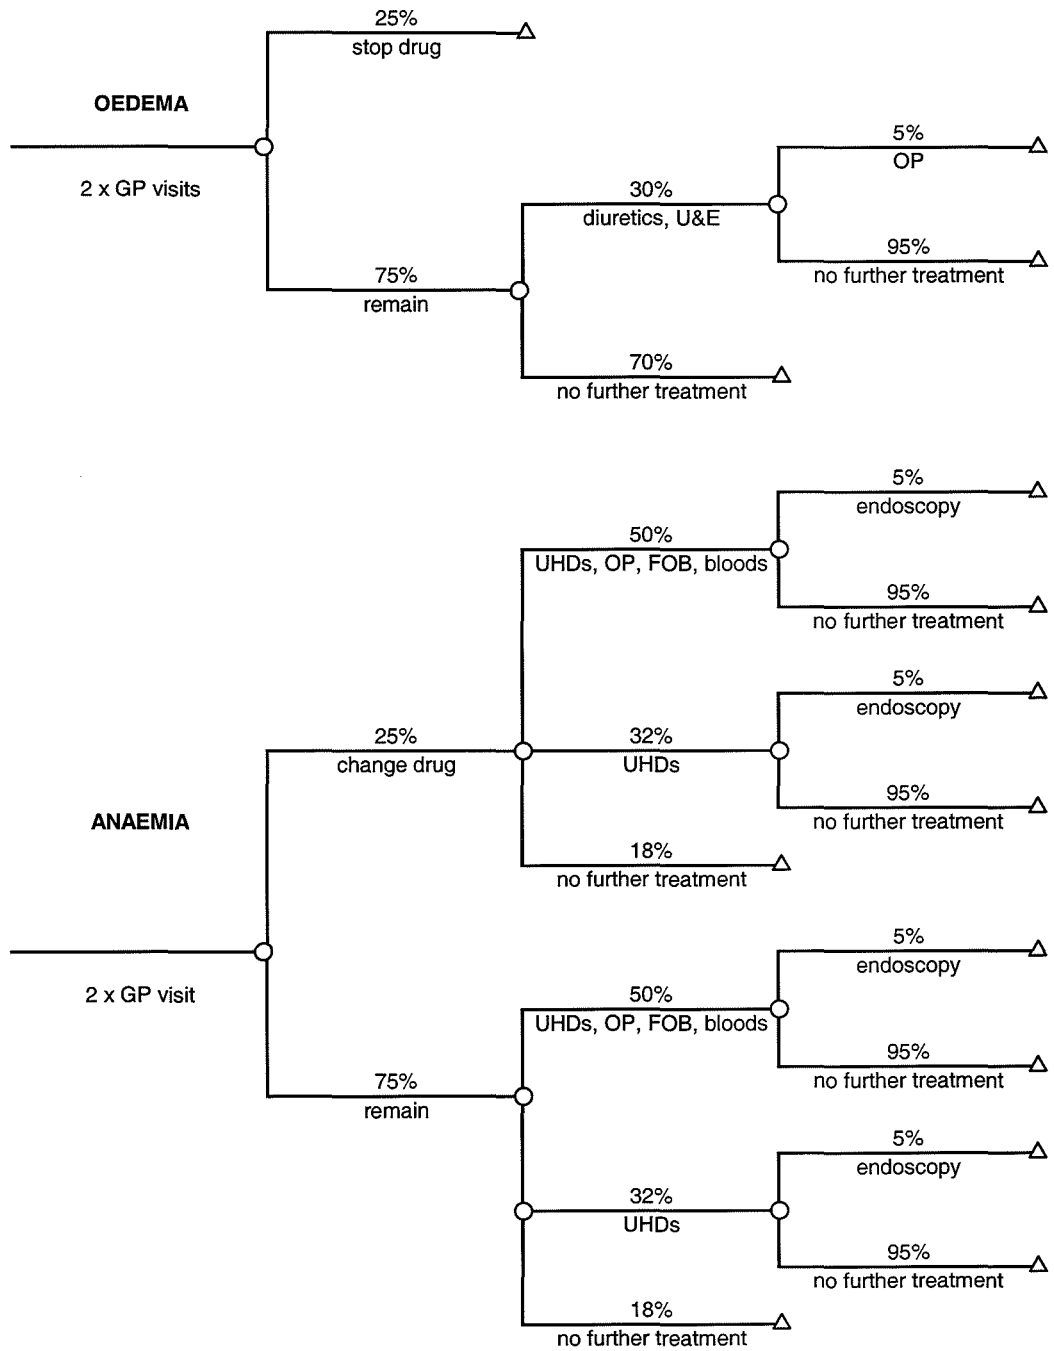 25%
stop drug
OEDEMA
2 x GP visits
5%
OP
30%
diuretics, U&E
95%
no further treatment
75%
remain
70%
no further treatment
5%
endoscopy
50%
UHDs, OP, FOB, bloods
95%
no further treatment
5%
endoscopy
25%
change drug
32%
UHDs
95%
no further treatment
ANAEMIA
18%
no further treatment
2 x GP visit
5%
endoscopy
50%
UHDs, OP, FOB, bloods
95%
no further treatment
75%
remain
5%
endoscopy
32%
UHDs
95%
no further treatment
18%
no further treatment